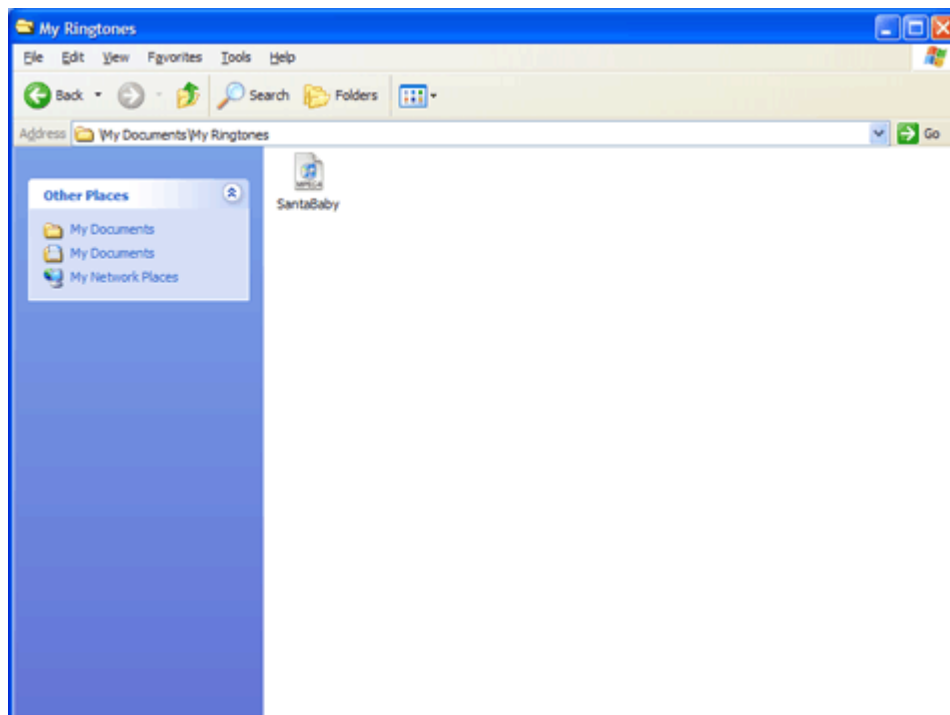 My Ringtones
File Edit View Favorites Tools Help
Back Search Folders
Address \My Documents\My Ringtones Go
Other Places
My Documents
My Documents
My Network Places
MPEG4
SantaBaby